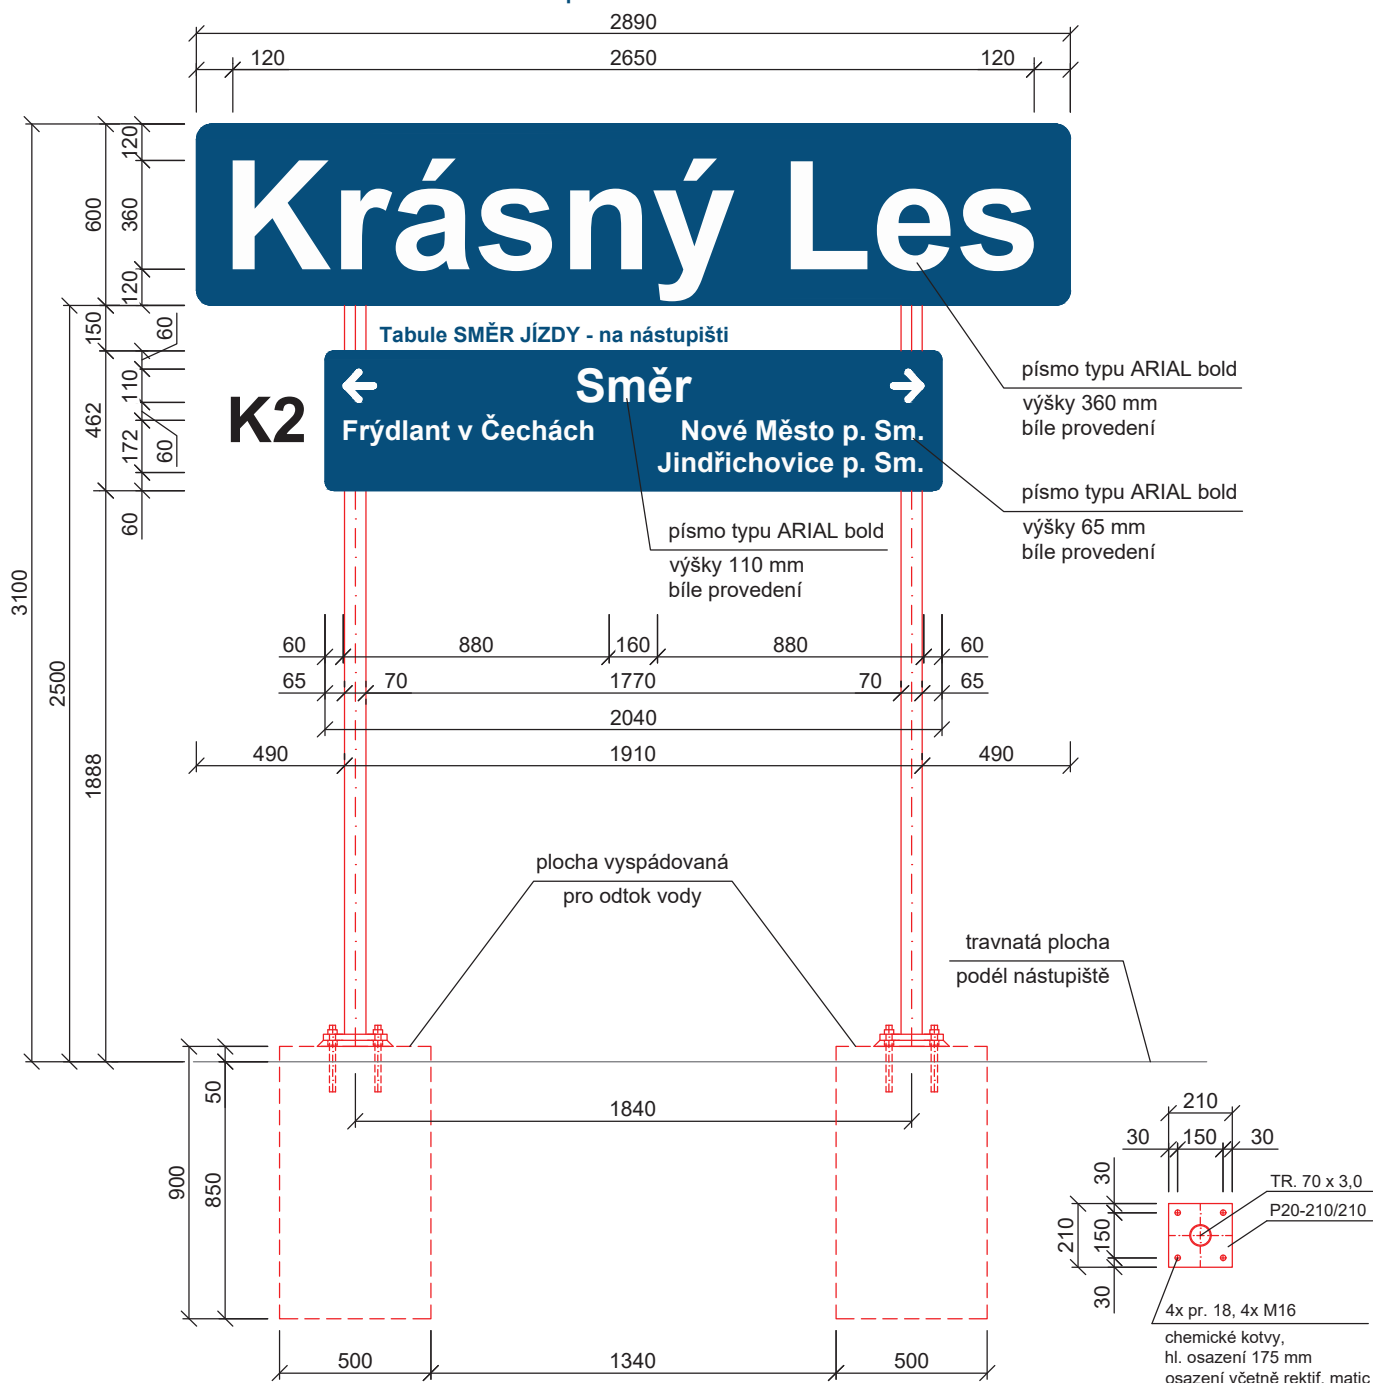 2890
120 2650 120
Krásný Les
120
360
120
600
3100
2500
150
462
1888
60
110
172
60
60
Tabule SMĚR JÍZDY - na nástupišti
K2
← Směr →
Frýdlant v Čechách Nové Město p. Sm.
Jindřichovice p. Sm.
písmo typu ARIAL bold
výšky 360 mm
bíle provedení
písmo typu ARIAL bold
výšky 65 mm
bíle provedení
písmo typu ARIAL bold
výšky 110 mm
bíle provedení
60 880 160 880 60
65 70 1770 70 65
2040
490 1910 490
plocha vyspádovaná
pro odtok vody
travnatá plocha
podél nástupiště
50
900
850
1840
500 1340 500
210
30 150 30
30
210
150
30
TR. 70 x 3,0
P20-210/210
4x pr. 18, 4x M16
chemické kotvy,
hl. osazení 175 mm
osazení včetně rektif. matic